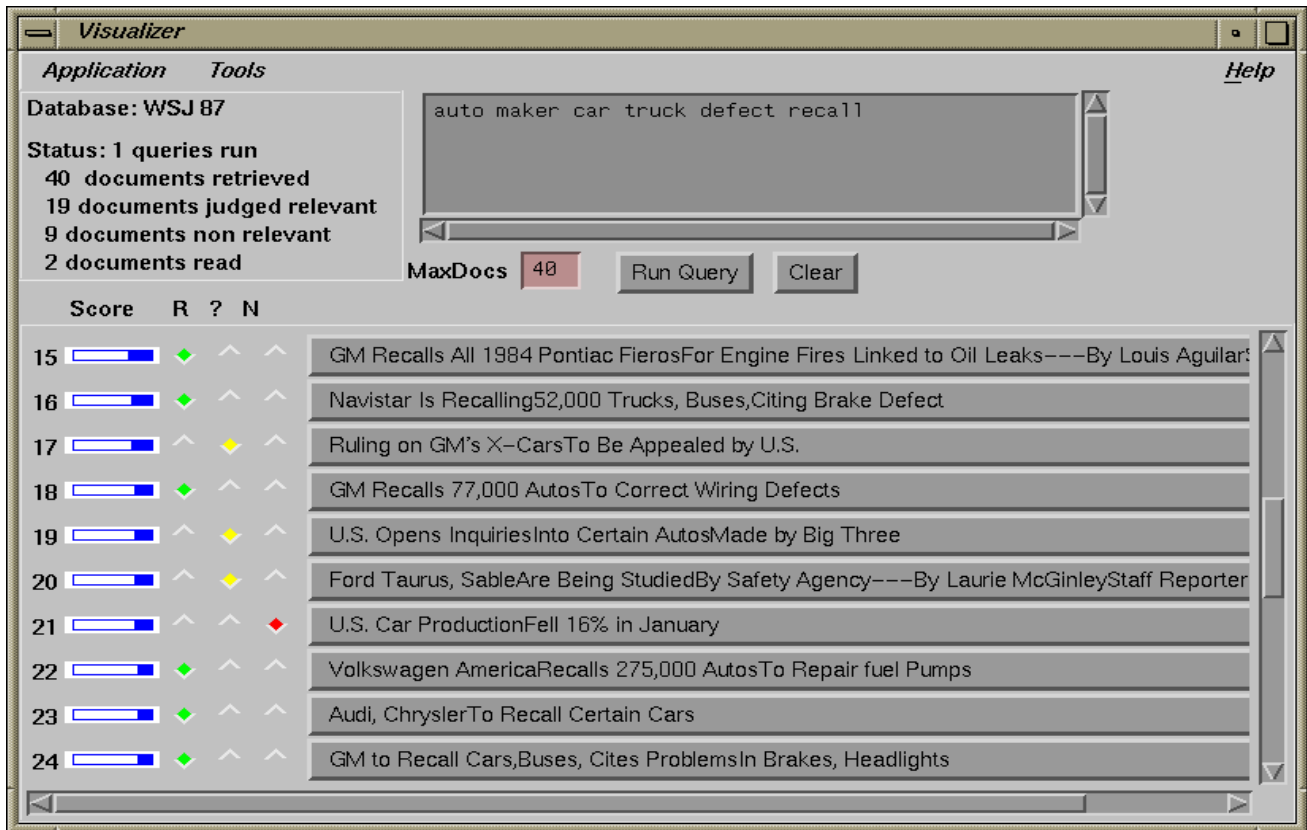 Visualizer
Application Tools Help
Database: WSJ 87
Status: 1 queries run
40 documents retrieved
19 documents judged relevant
9 documents non relevant
2 documents read
auto maker car truck defect recall
MaxDocs 40 Run Query Clear
Score R ? N
15 GM Recalls All 1984 Pontiac FierosFor Engine Fires Linked to Oil Leaks---By Louis AguilarS
16 Navistar Is Recalling52,000 Trucks, Buses,Citing Brake Defect
17 Ruling on GM's X-CarsTo Be Appealed by U.S.
18 GM Recalls 77,000 AutosTo Correct Wiring Defects
19 U.S. Opens InquiriesInto Certain AutosMade by Big Three
20 Ford Taurus, SableAre Being StudiedBy Safety Agency---By Laurie McGinleyStaff Reporter
21 U.S. Car ProductionFell 16% in January
22 Volkswagen AmericaRecalls 275,000 AutosTo Repair fuel Pumps
23 Audi, ChryslerTo Recall Certain Cars
24 GM to Recall Cars,Buses, Cites ProblemsIn Brakes, Headlights